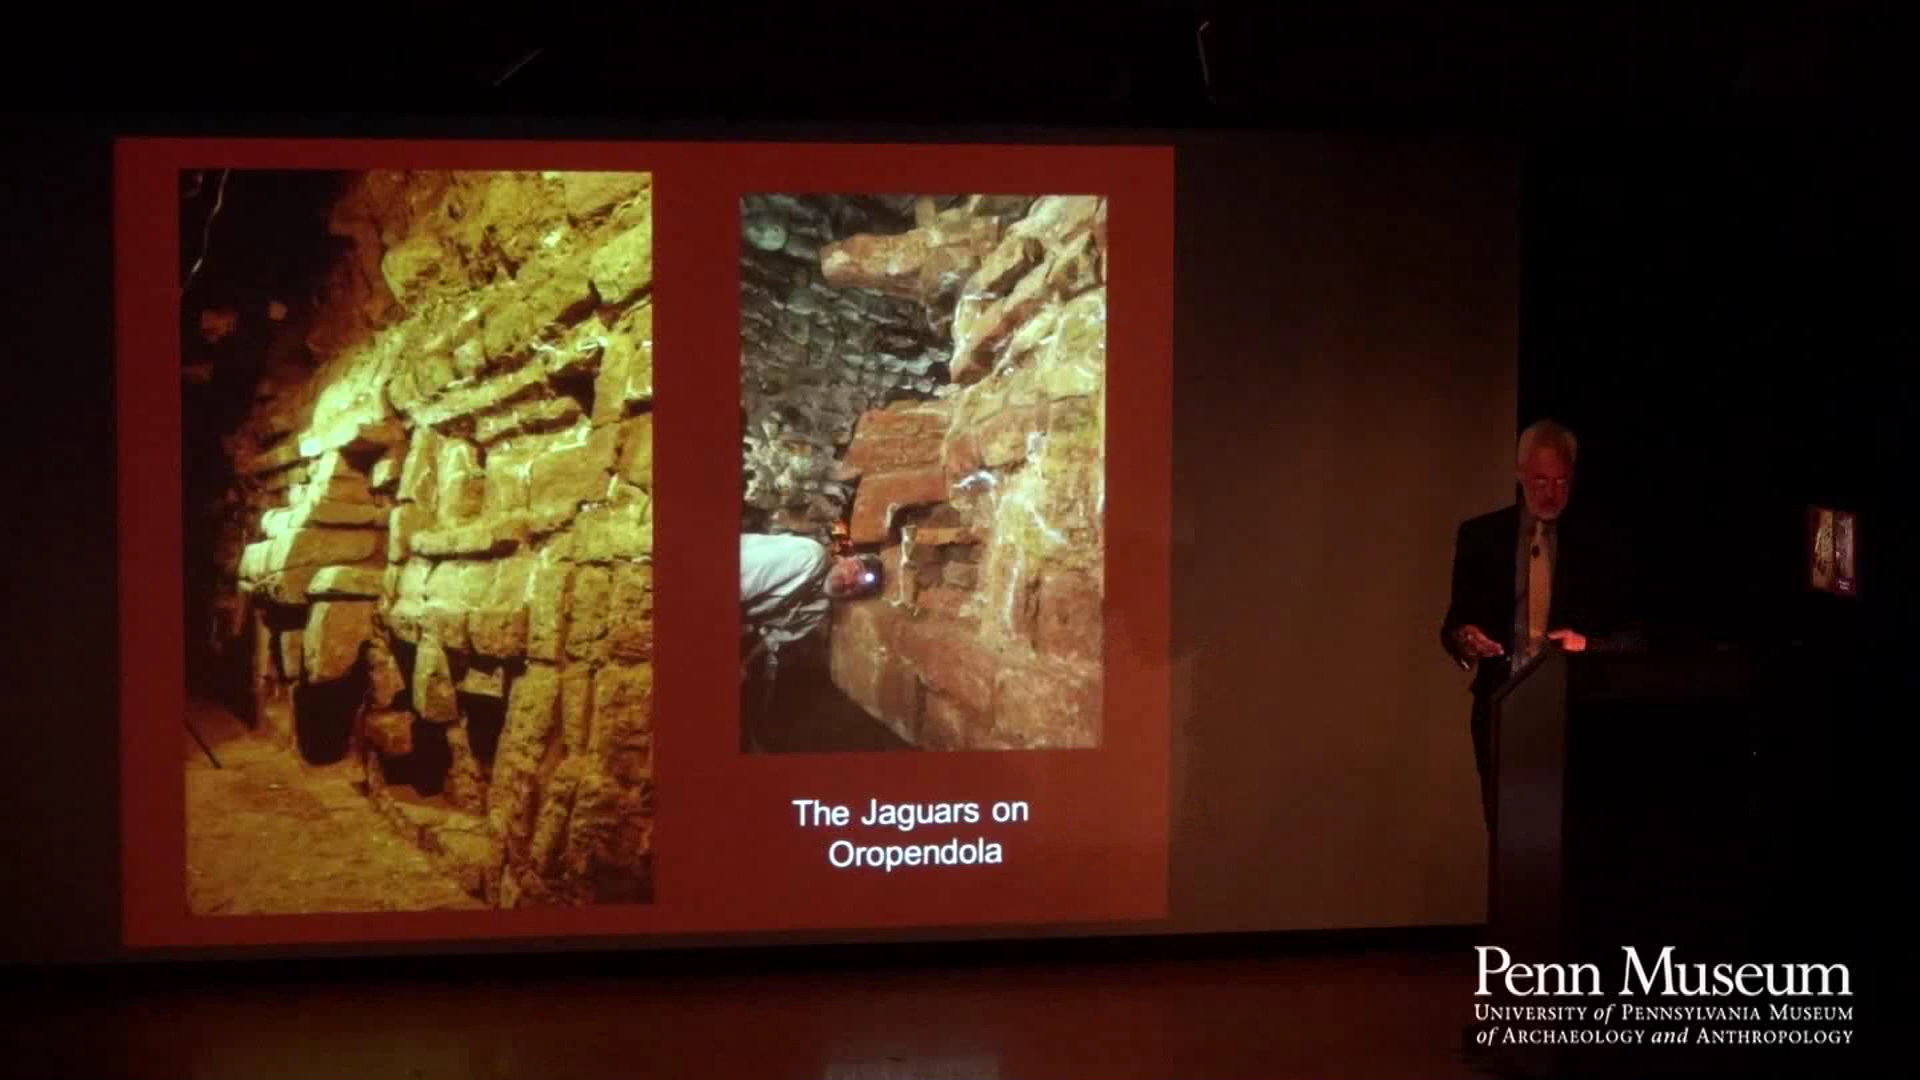 The Jaguars on
Oropendola
Penn Museum
UNIVERSITY of PENNSYLVANIA MUSEUM
of ARCHAEOLOGY and ANTHROPOLOGY